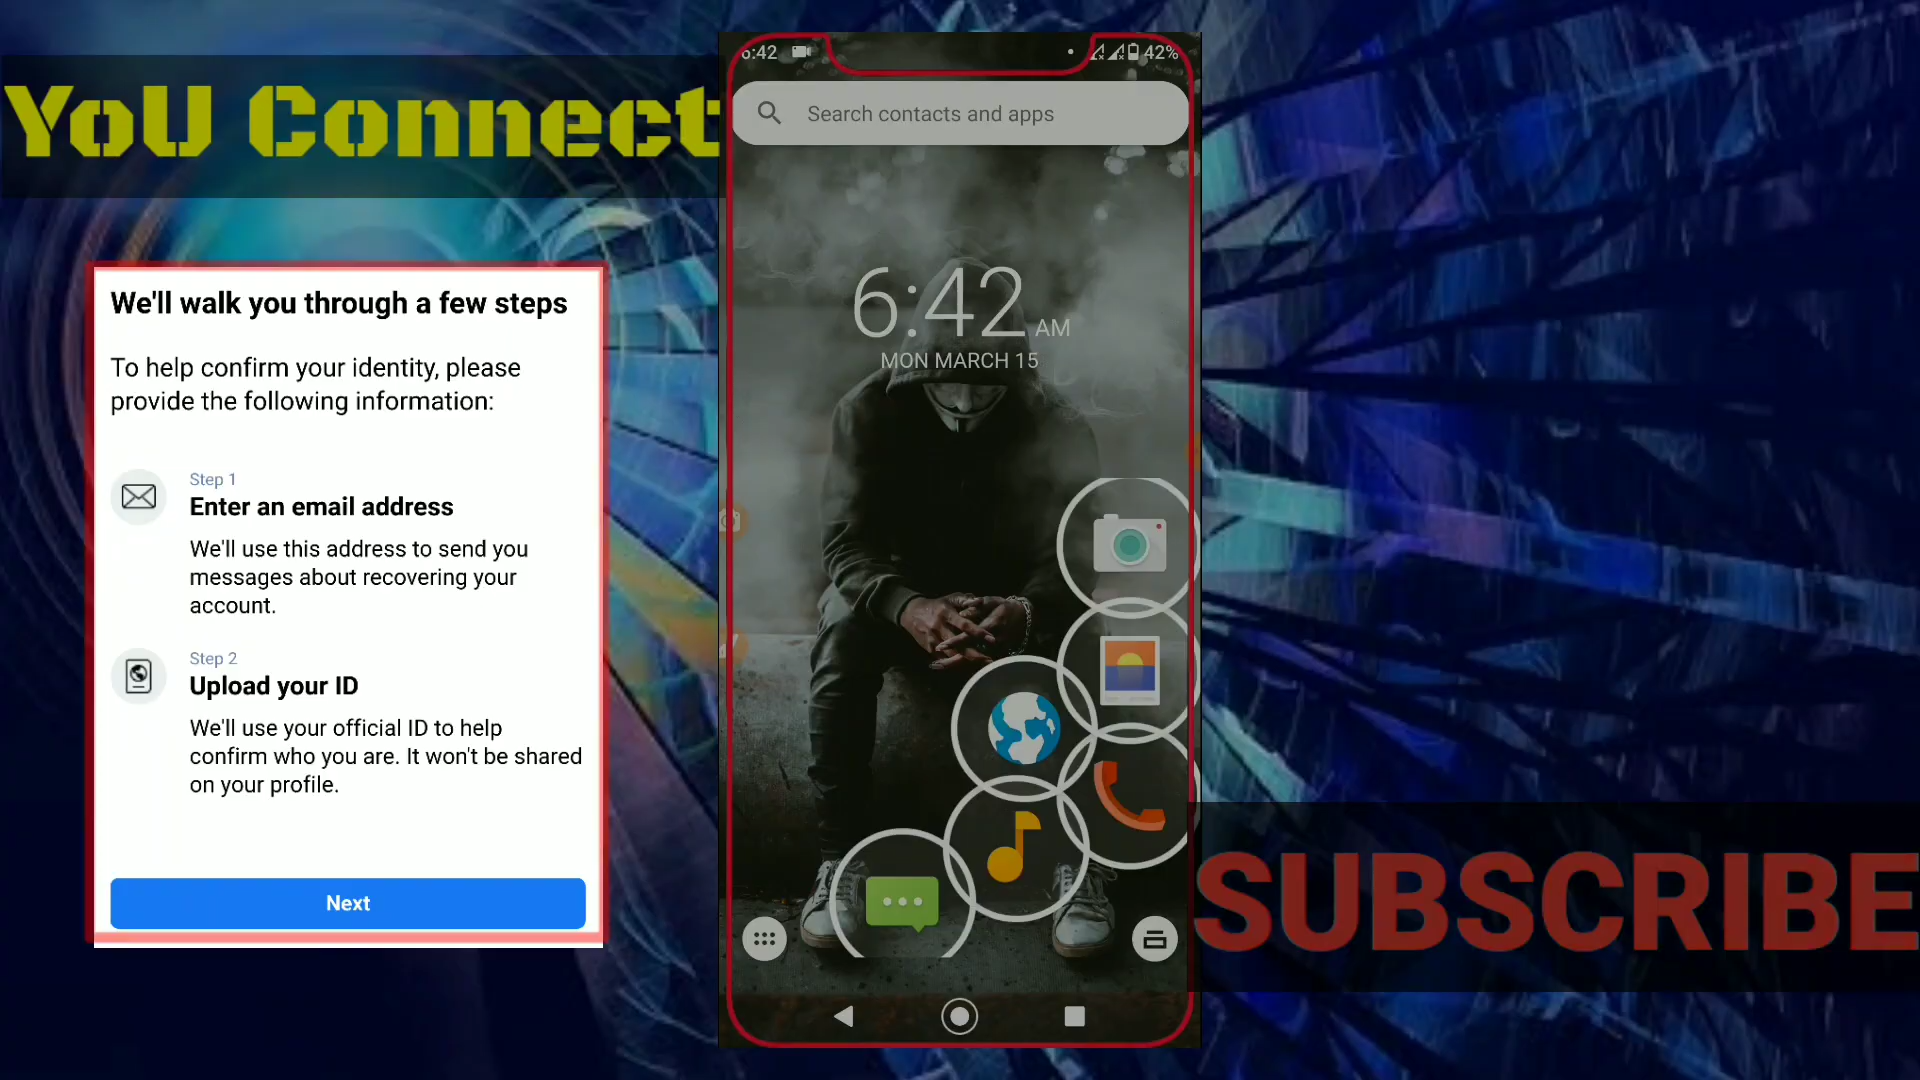 YoU Connect
We'll walk you through a few steps
To help confirm your identity, please
provide the following information:
Step 1
Enter an email address
We'll use this address to send you
messages about recovering your
account.
Step 2
Upload your ID
We'll use your official ID to help
confirm who you are. It won't be shared
on your profile.
Next
6:42
42%
Search contacts and apps
6:42 AM
MON MARCH 15
SUBSCRIBE